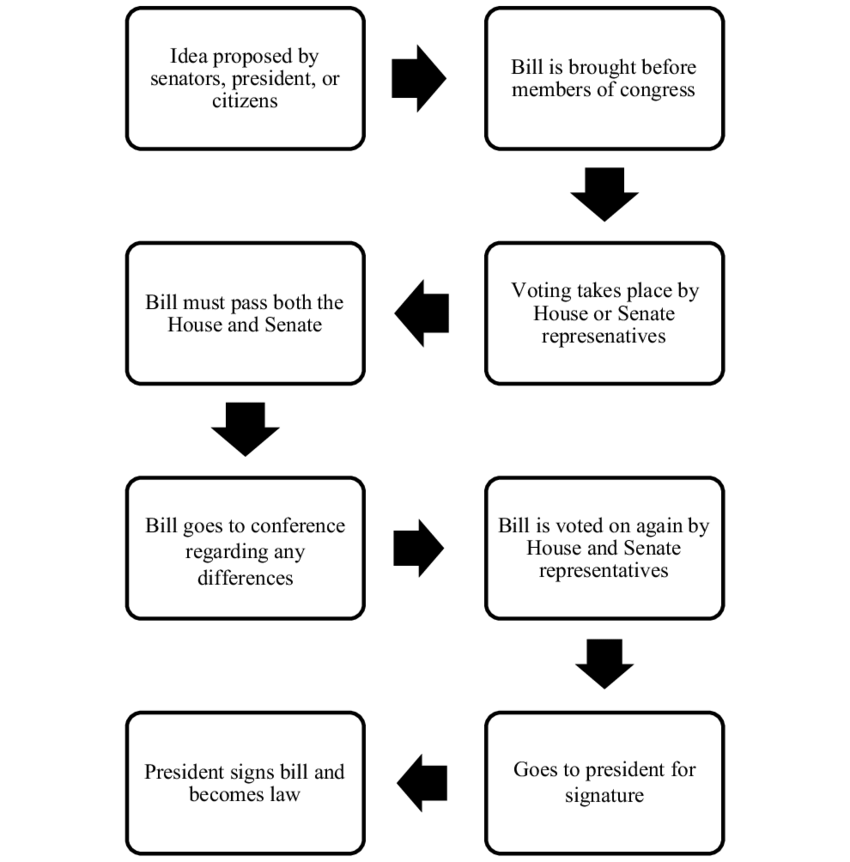 Idea proposed by
senators, president, or
citizens
Bill is brought before
members of congress
Voting takes place by
House or Senate
represenatives
Bill must pass both the
House and Senate
Bill goes to conference
regarding any
differences
Bill is voted on again by
House and Senate
representatives
Goes to president for
signature
President signs bill and
becomes law